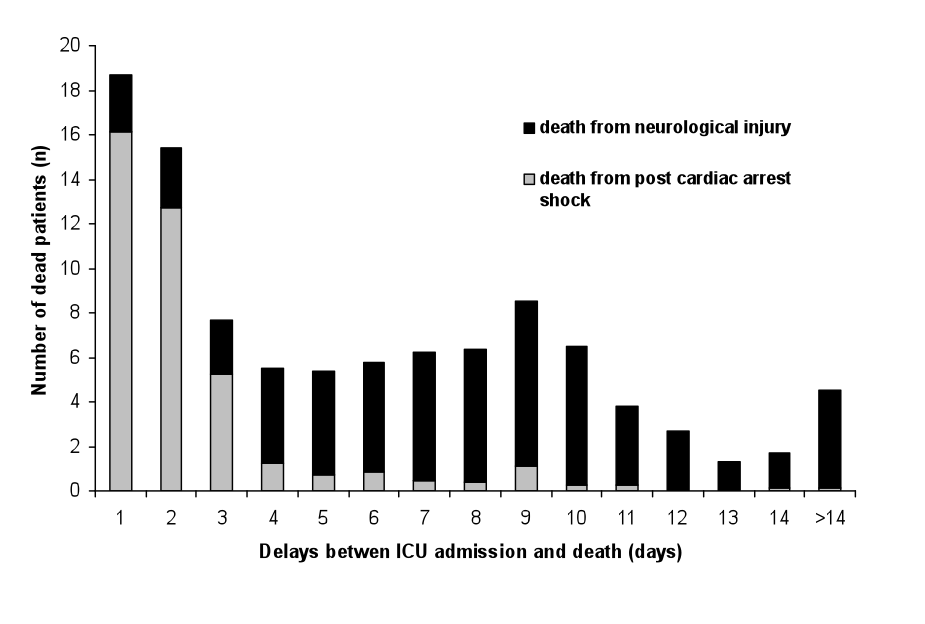 20
18
16
14
12
10
8
6
4
2
0
Number of dead patients (n)
death from neurological injury
death from post cardiac arrest
shock
1 2 3 4 5 6 7 8 9 10 11 12 13 14 >14
Delays betwen ICU admission and death (days)